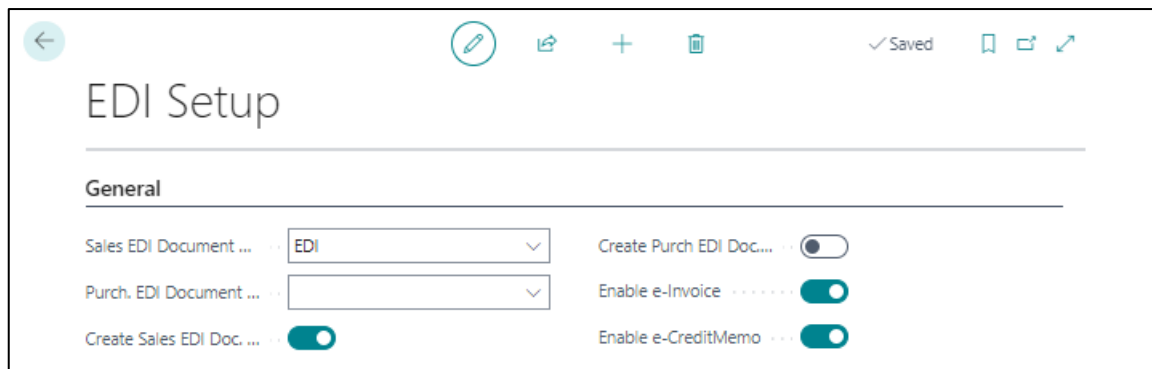 Saved
EDI Setup
General
Sales EDI Document ... EDI
Purch. EDI Document ...
Create Sales EDI Doc. ...
Create Purch EDI Doc....
Enable e-Invoice
Enable e-CreditMemo